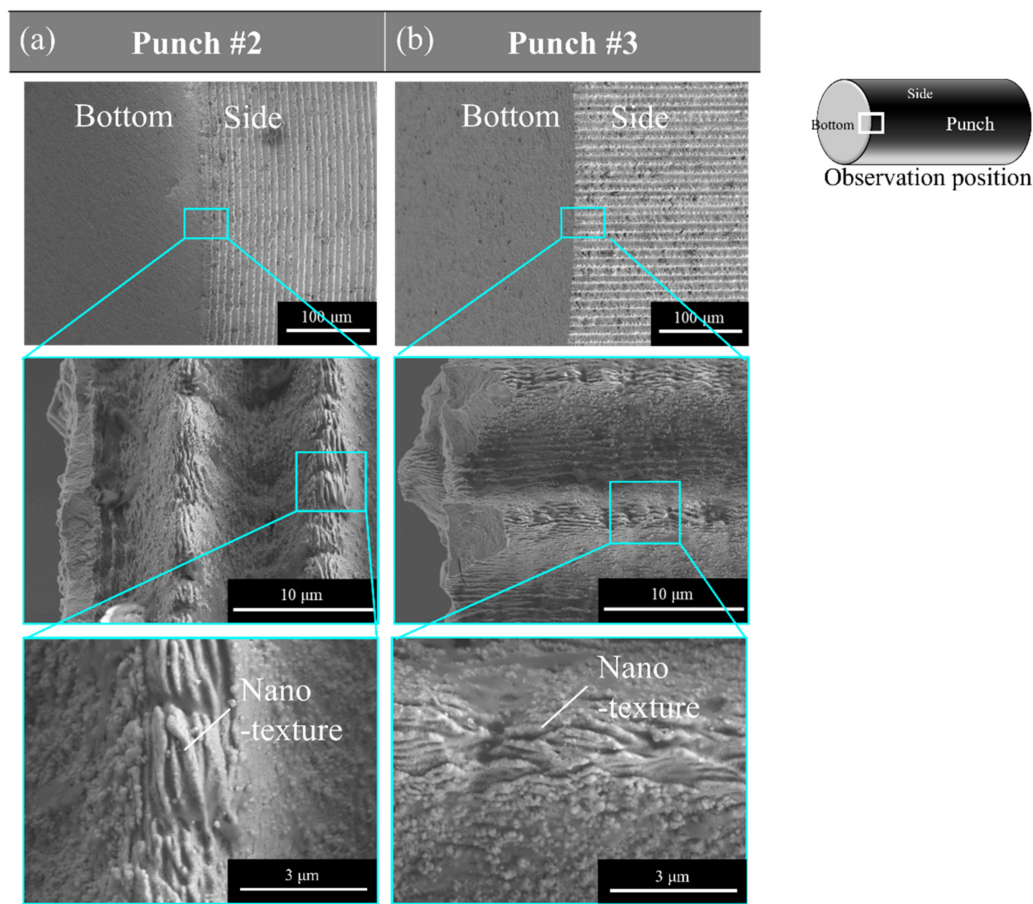 (a) Punch #2
(b) Punch #3
Bottom Side
100 μm
Bottom Side
100 μm
Side
Bottom
Punch
Observation position
10 μm
10 μm
Nano
-texture
3 μm
Nano
-texture
3 μm